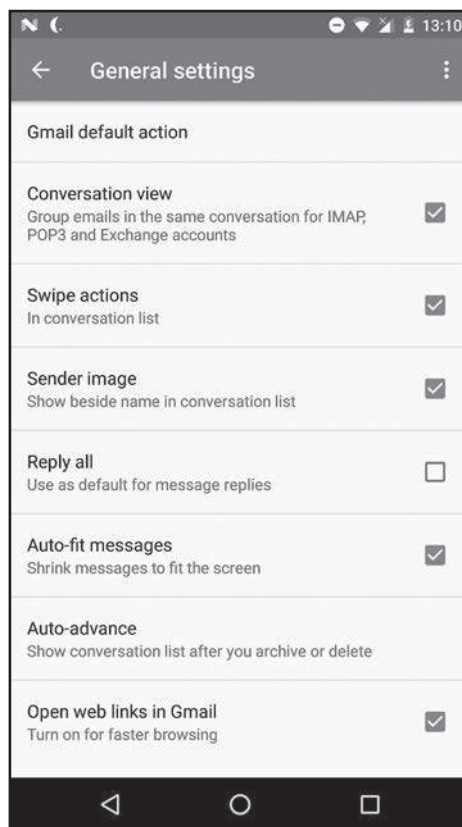 13:10
General settings
Gmail default action
Conversation view
Group emails in the same conversation for IMAP,
POP3 and Exchange accounts
Swipe actions
In conversation list
Sender image
Show beside name in conversation list
Reply all
Use as default for message replies
Auto-fit messages
Shrink messages to fit the screen
Auto-advance
Show conversation list after you archive or delete
Open web links in Gmail
Turn on for faster browsing